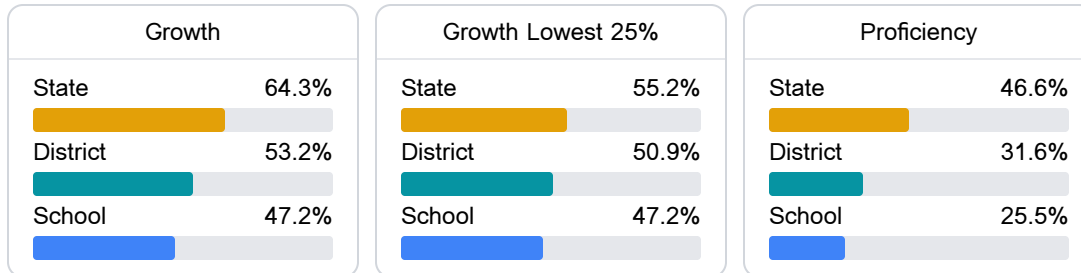 Growth
State 64.3%
District 53.2%
School 47.2%
Growth Lowest 25%
State 55.2%
District 50.9%
School 47.2%
Proficiency
State 46.6%
District 31.6%
School 25.5%